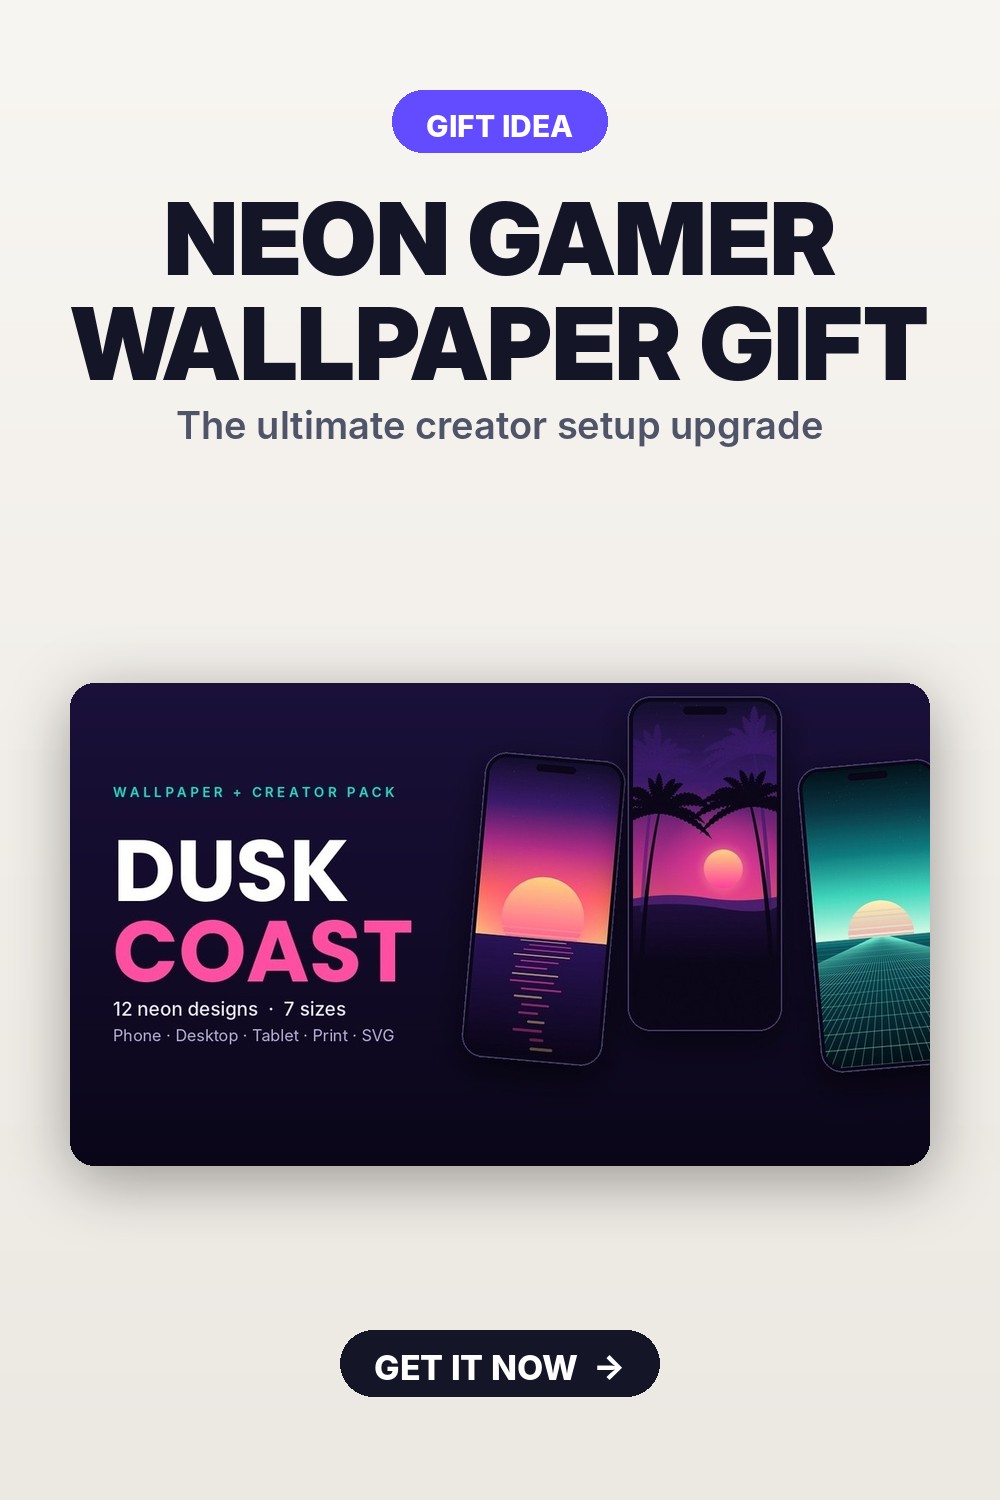 GIFT IDEA
NEON GAMER
WALLPAPER GIFT
The ultimate creator setup upgrade
WALLPAPER + CREATOR PACK
DUSK
COAST
12 neon designs · 7 sizes
Phone · Desktop · Tablet · Print · SVG
GET IT NOW →